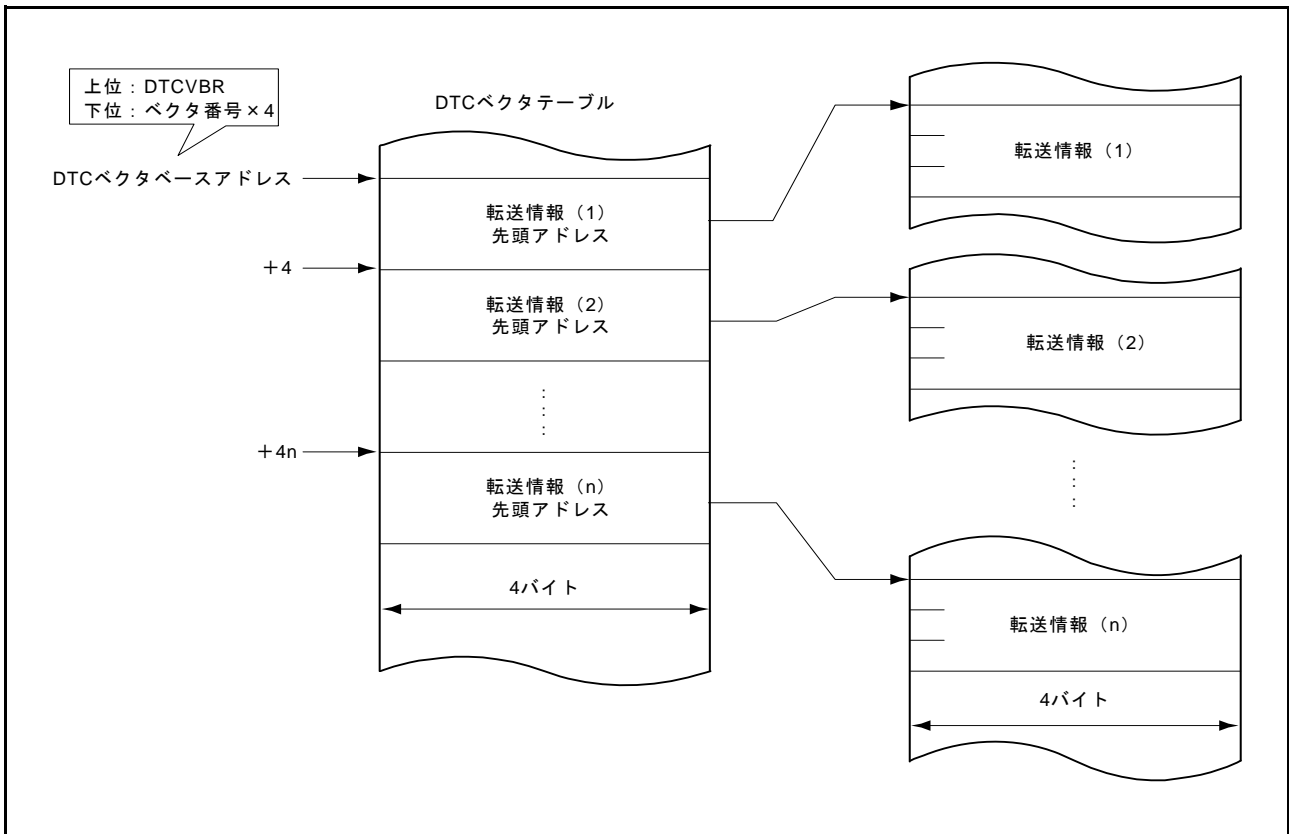 上位：DTCVBR
下位：ベクタ番号×4
DTCベクタテーブル
DTCベクタベースアドレス
転送情報（1）
先頭アドレス
＋4
転送情報（2）
先頭アドレス
＋4n
転送情報（n）
先頭アドレス
4バイト
転送情報（1）
転送情報（2）
転送情報（n）
4バイト